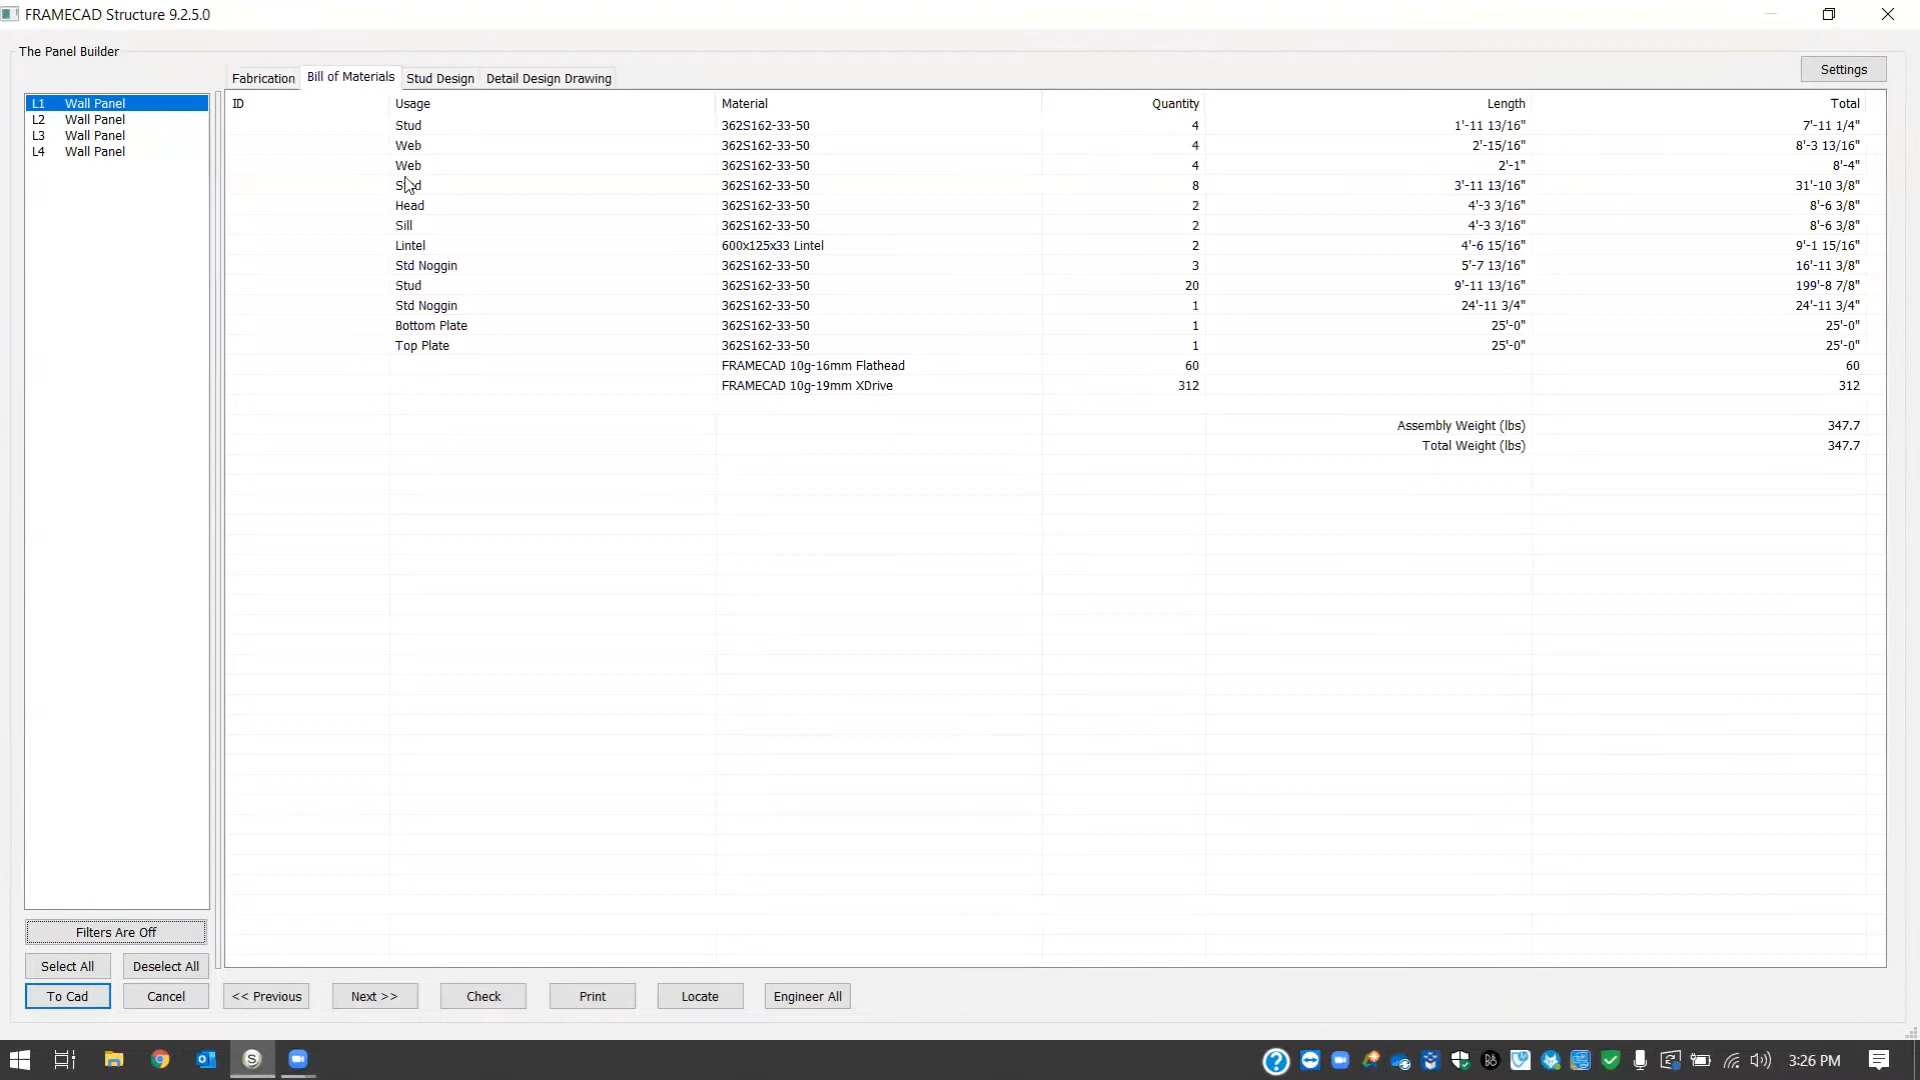 FRAMECAD Structure 9.2.5.0
The Panel Builder
Fabrication Bill of Materials Stud Design Detail Design Drawing Settings
L1 Wall Panel
L2 Wall Panel
L3 Wall Panel
L4 Wall Panel
ID Usage Material Quantity Length Total
Stud 362S162-33-50 4 1'-11 13/16" 7'-11 1/4"
Web 362S162-33-50 4 2'-15/16" 8'-3 13/16"
Web 362S162-33-50 4 2'-1" 8'-4"
Stud 362S162-33-50 8 3'-11 13/16" 31'-10 3/8"
Head 362S162-33-50 2 4'-3 3/16" 8'-6 3/8"
Sill 362S162-33-50 2 4'-3 3/16" 8'-6 3/8"
Lintel 600x125x33 Lintel 2 4'-6 15/16" 9'-1 15/16"
Std Noggin 362S162-33-50 3 5'-7 13/16" 16'-11 3/8"
Stud 362S162-33-50 20 9'-11 13/16" 199'-8 7/8"
Std Noggin 362S162-33-50 1 24'-11 3/4" 24'-11 3/4"
Bottom Plate 362S162-33-50 1 25'-0" 25'-0"
Top Plate 362S162-33-50 1 25'-0" 25'-0"
FRAMECAD 10g-16mm Flathead 60 60
FRAMECAD 10g-19mm XDrive 312 312
Assembly Weight (lbs) 347.7
Total Weight (lbs) 347.7
Filters Are Off
Select All Deselect All
To Cad Cancel << Previous Next >> Check Print Locate Engineer All
3:26 PM